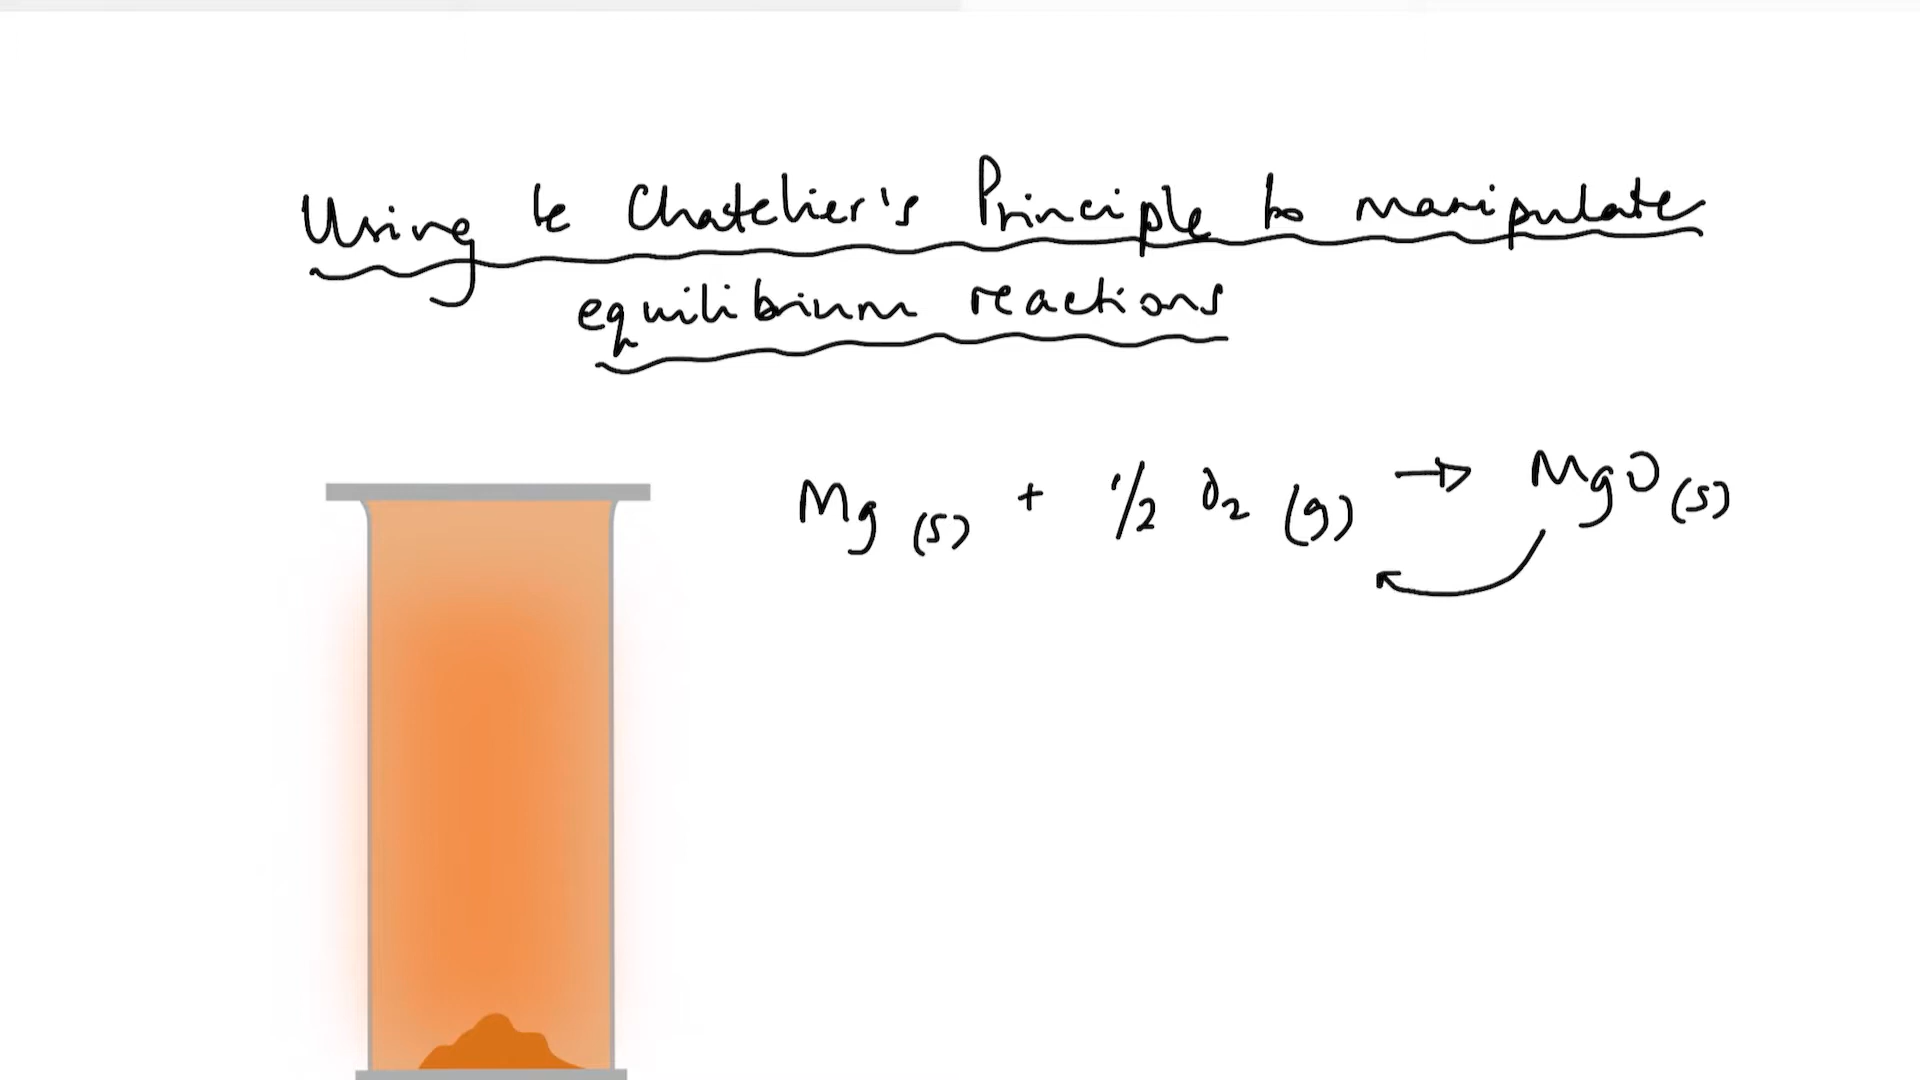 Using le Chatelier's Principle to manipulate
equilibrium reactions
Mg (s) + 1/2 O2 (g) → MgO (s)